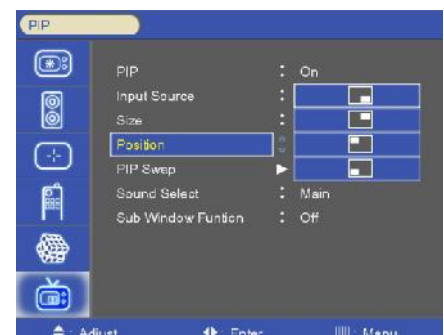 PIP
PIP : On
Input Source :
Size :
Position :
PIP Swap
Sound Select : Main
Sub Window Funtion : Off
: Adjust : Enter : Menu